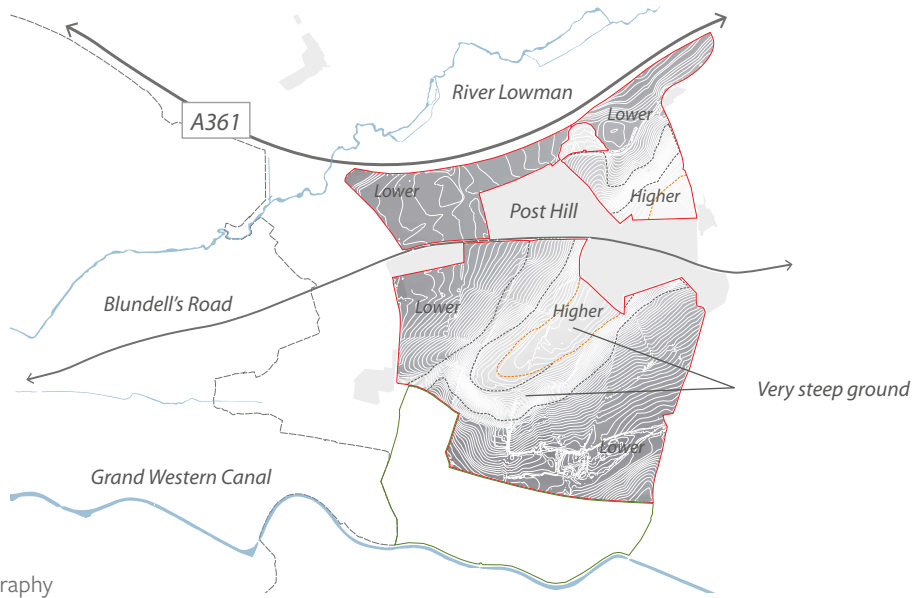 River Lowman
A361
Lower
Lower
Higher
Post Hill
Blundell's Road
Lower
Higher
Very steep ground
Lower
Grand Western Canal
raphy